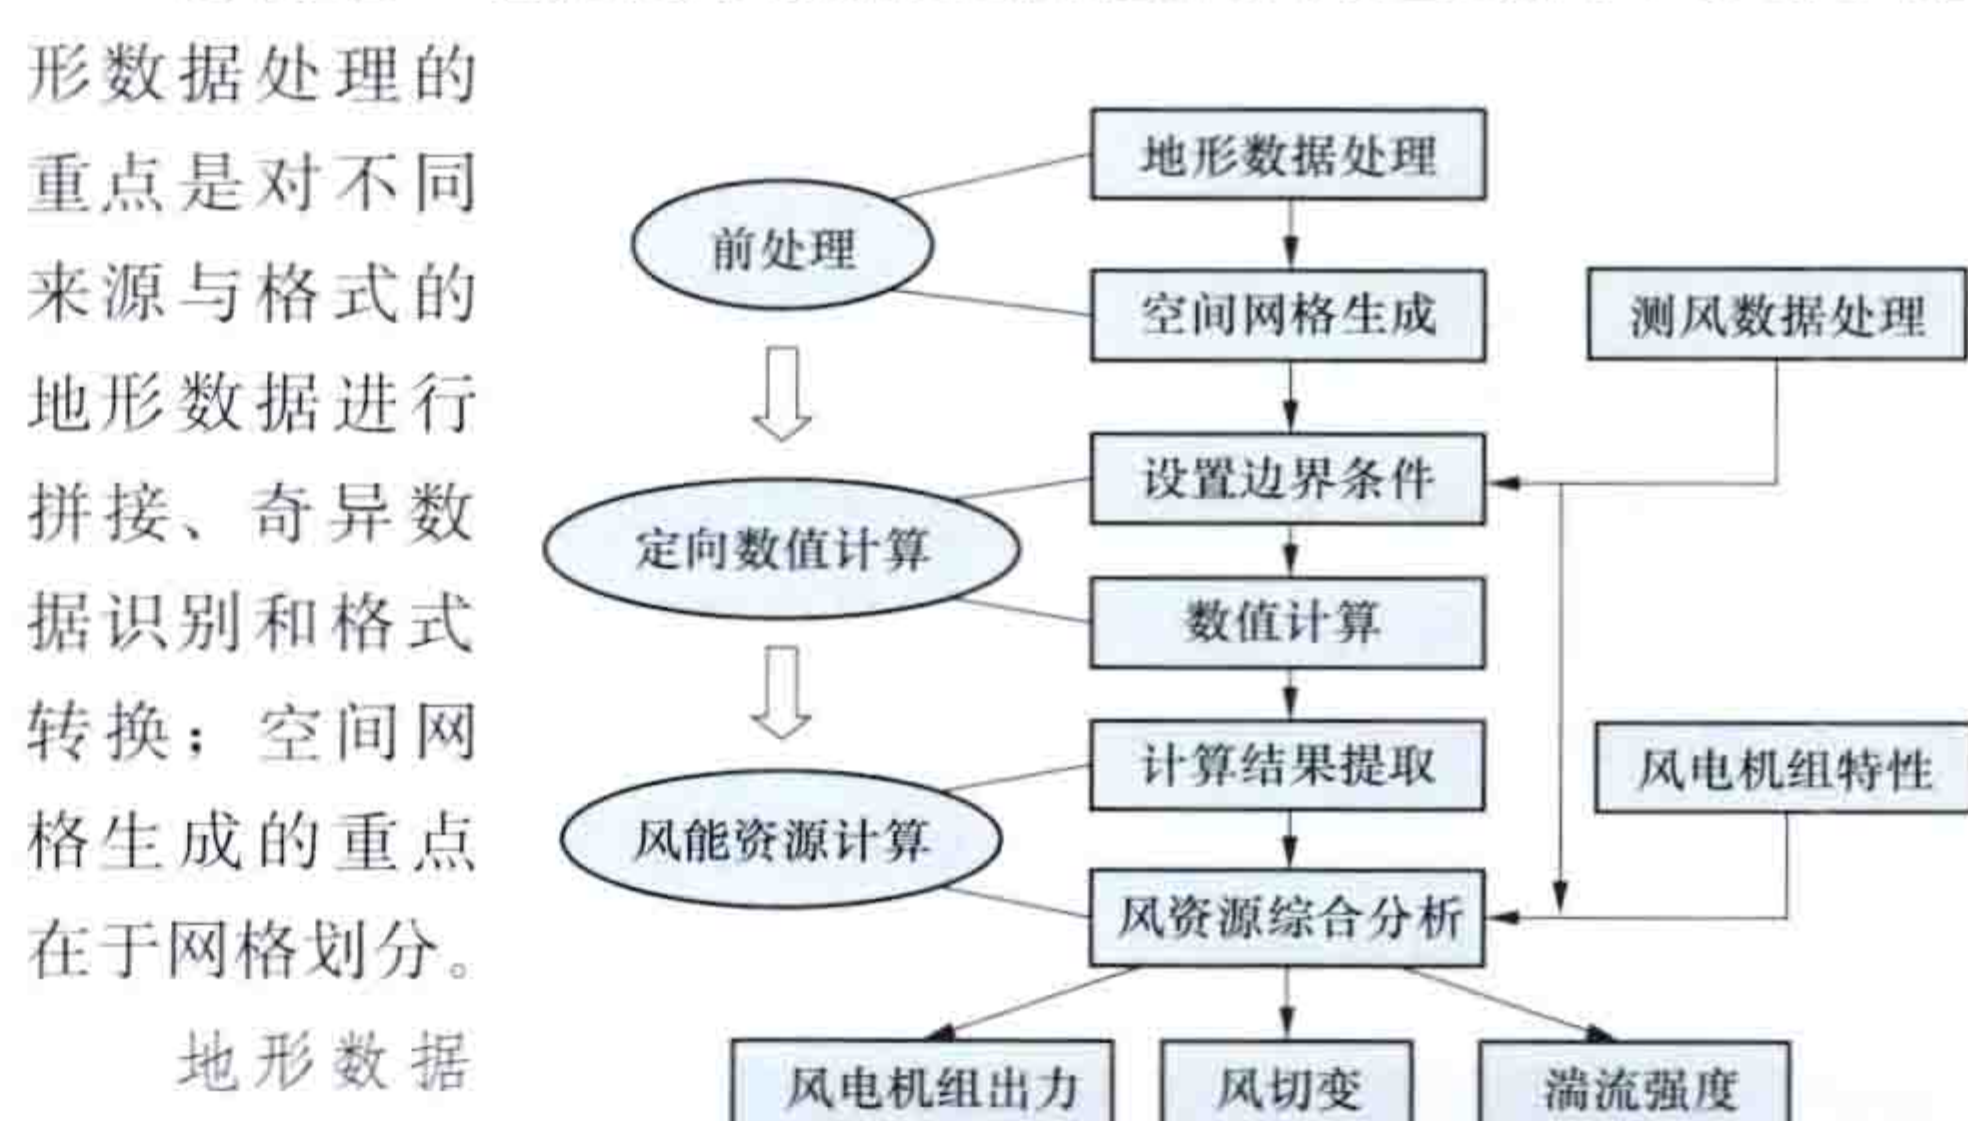 形数据处理的
重点是对不同
来源与格式的
地形数据进行
拼接、奇异数
据识别和格式
转换；空间网
格生成的重点
在于网格划分。
地形数据
地形数据处理
前处理
空间网格生成
测风数据处理
设置边界条件
定向数值计算
数值计算
计算结果提取
风电机组特性
风能资源计算
风资源综合分析
风电机组出力
风切变
湍流强度